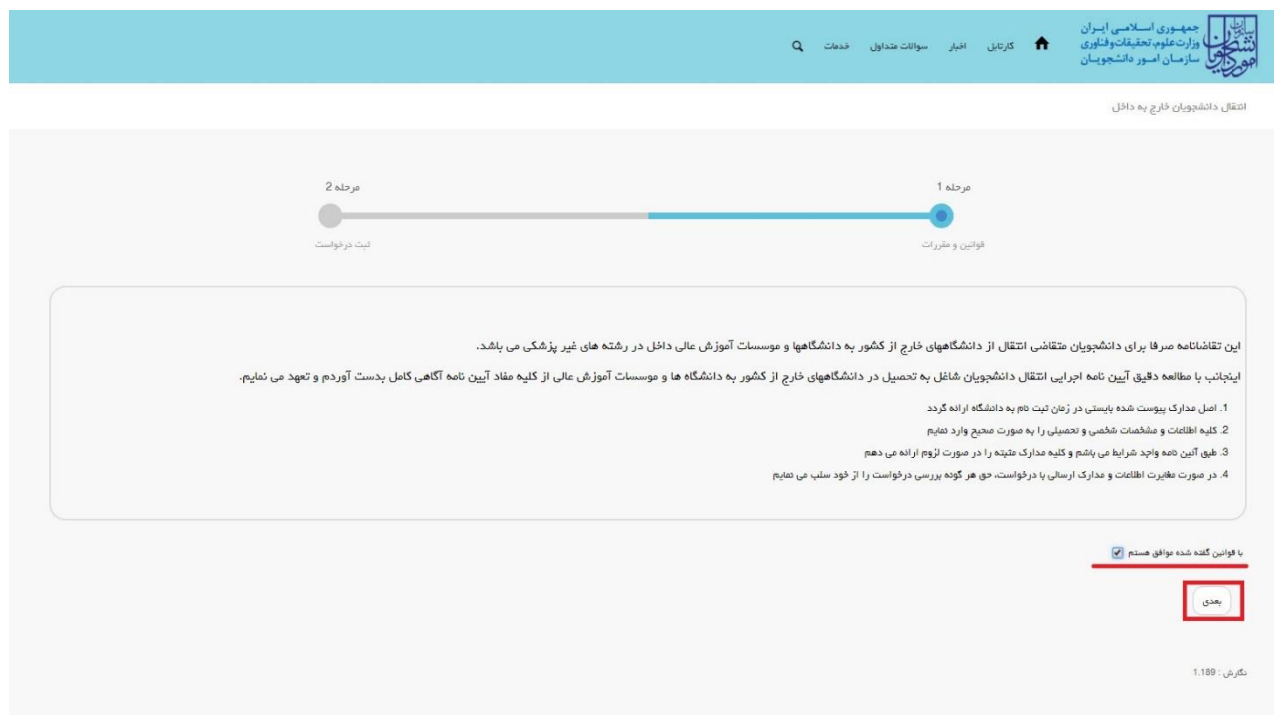 جمهوری اسلامی ایران
وزارت علوم، تحقیقات و فناوری
سازمان امور دانشجویان
کارتابل اخبار سوالات متداول خدمات
انتقال دانشجویان خارج به داخل
مرحله 1
مرحله 2
قوانین و مقررات
ثبت درخواست
این تقاضانامه صرفا برای دانشجویان متقاضی انتقال از دانشگاههای خارج از کشور به دانشگاهها و موسسات آموزش عالی داخل در رشته های غیر پزشکی می باشد.
اینجانب با مطالعه دقیق آیین نامه اجرایی انتقال دانشجویان شاغل به تحصیل در دانشگاههای خارج از کشور به دانشگاه ها و موسسات آموزش عالی از کلیه مفاد آیین نامه آگاهی کامل بدست آوردم و تعهد می نمایم.
1. اصل مدارک پیوست شده بایستی در زمان ثبت نام به دانشگاه ارائه گردد
2. کلیه اطلاعات و مشخصات شخصی و تحصیلی را به صورت صحیح وارد نمایم
3. طبق آئین نامه واجد شرایط می باشم و کلیه مدارک مثبته را در صورت لزوم ارائه می دهم
4. در صورت مغایرت اطلاعات و مدارک ارسالی با درخواست، حق هر گونه بررسی درخواست را از خود سلب می نمایم
با قوانین گفته شده موافق هستم
بعدی
نگارش : 1.189